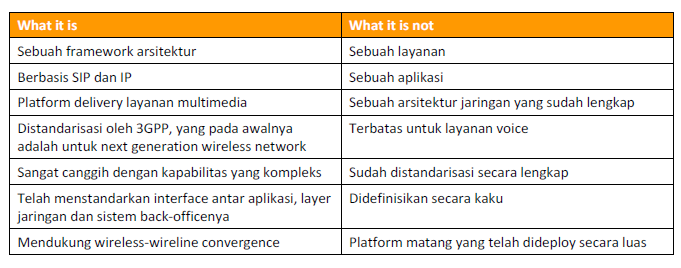 What it is What it is not
Sebuah framework arsitektur Sebuah layanan
Berbasis SIP dan IP Sebuah aplikasi
Platform delivery layanan multimedia Sebuah arsitektur jaringan yang sudah lengkap
Distandarisasi oleh 3GPP, yang pada awalnya Terbatas untuk layanan voice
adalah untuk next generation wireless network
Sangat canggih dengan kapabilitas yang kompleks Sudah distandarisasi secara lengkap
Telah menstandarkan interface antar aplikasi, layer Didefinisikan secara kaku
jaringan dan sistem back-officenya
Mendukung wireless-wireline convergence Platform matang yang telah dideploy secara luas